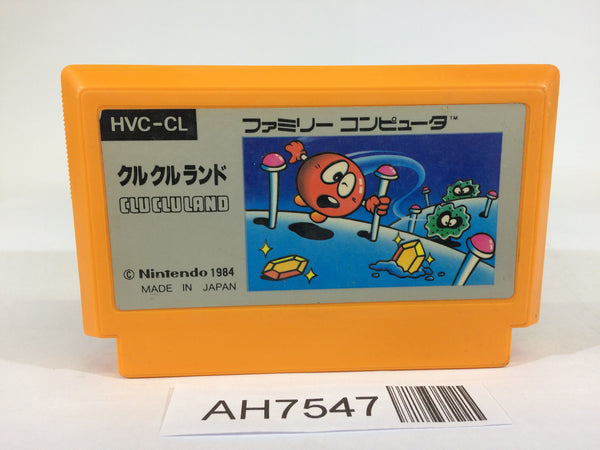 HVC-CL
ファミリー コンピュータ™
クルクルランド
CLU CLU LAND
© Nintendo 1984
MADE IN JAPAN
AH7547